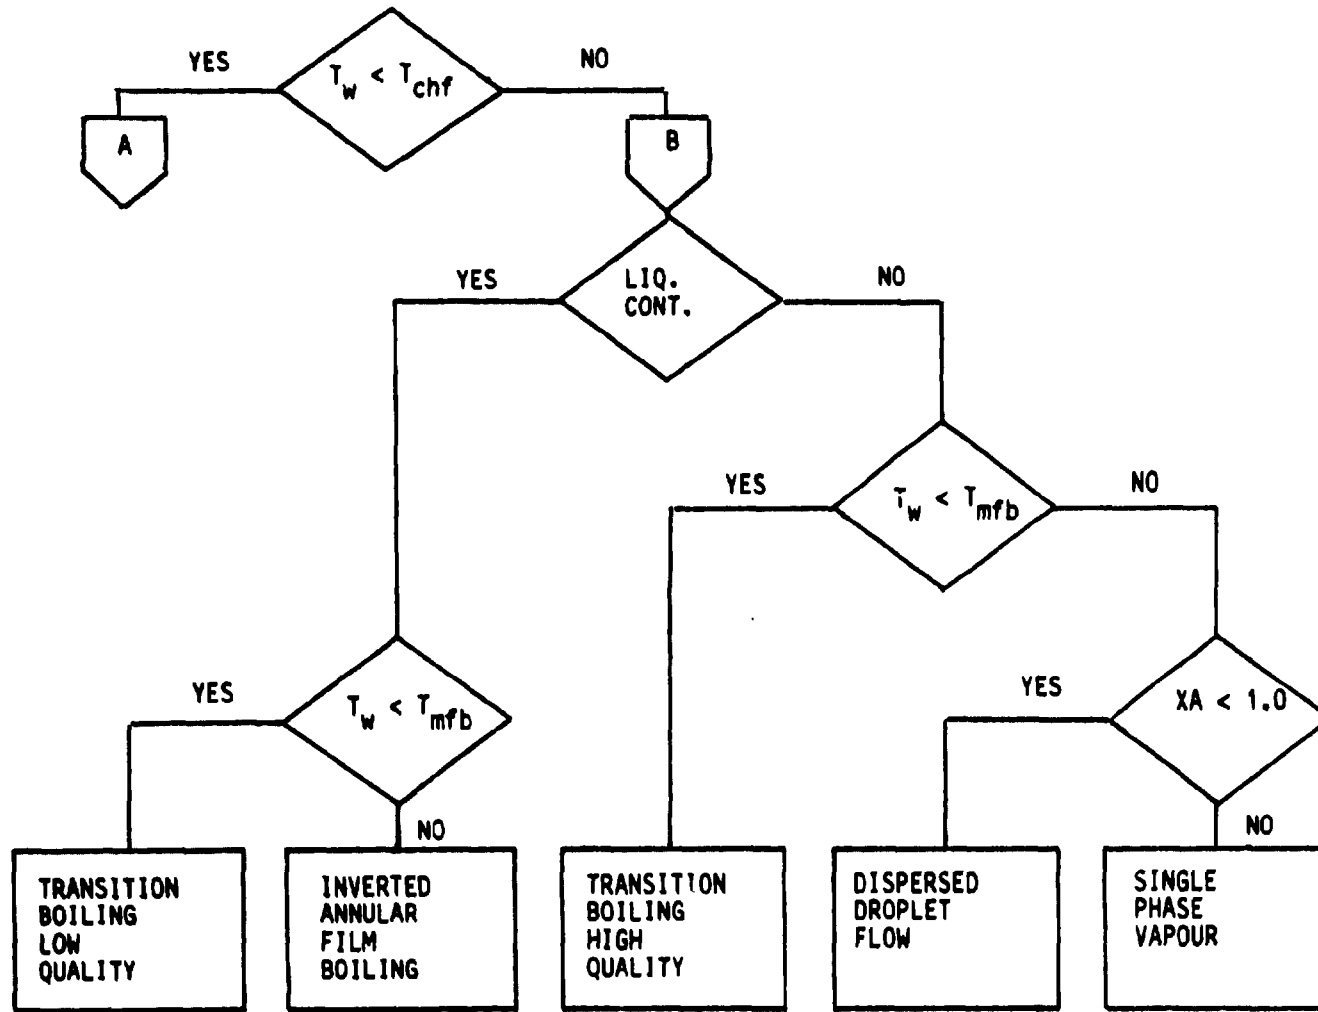 YES
T_w < T_chf
NO
A
B
YES
LIQ.
CONT.
NO
YES
T_w < T_mfb
NO
YES
T_w < T_mfb
NO
YES
XA < 1.0
NO
TRANSITION
BOILING
LOW
QUALITY
INVERTED
ANNULAR
FILM
BOILING
TRANSITION
BOILING
HIGH
QUALITY
DISPERSED
DROPLET
FLOW
SINGLE
PHASE
VAPOUR